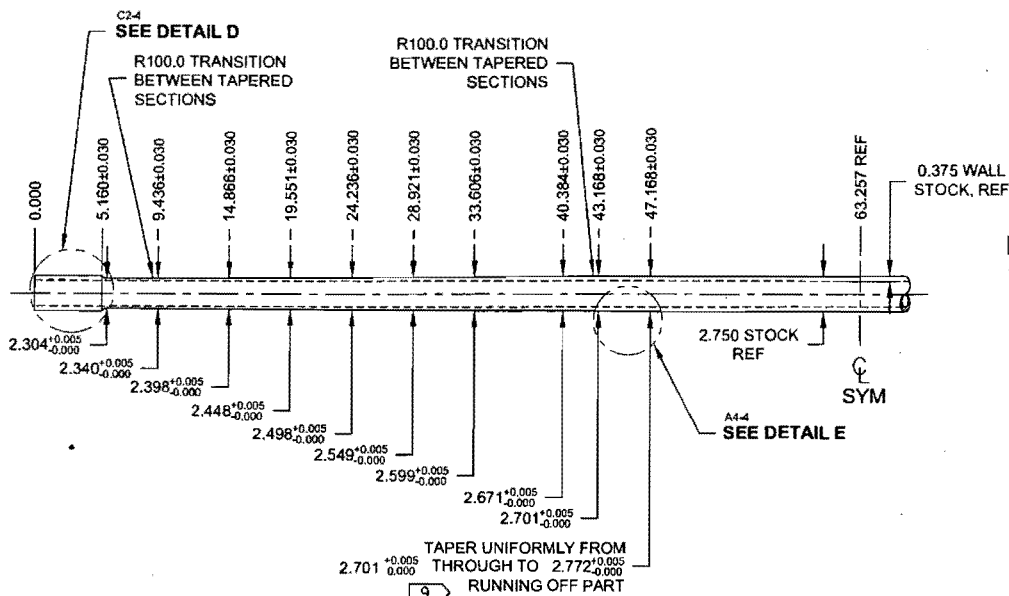 C2-4
SEE DETAIL D
R100.0 TRANSITION
BETWEEN TAPERED
SECTIONS
R100.0 TRANSITION
BETWEEN TAPERED
SECTIONS
0.000
5.160±0.030
9.436±0.030
14.866±0.030
19.551±0.030
24.236±0.030
28.921±0.030
33.606±0.030
40.384±0.030
43.168±0.030
47.168±0.030
63.257 REF
0.375 WALL
STOCK, REF
2.304 +0.005 -0.000
2.340 +0.005 -0.000
2.398 +0.005 -0.000
2.448 +0.005 -0.000
2.498 +0.005 -0.000
2.549 +0.005 -0.000
2.599 +0.005 -0.000
2.671 +0.005 -0.000
2.701 +0.005 -0.000
2.750 STOCK
REF
CL
SYM
A4-4
SEE DETAIL E
TAPER UNIFORMLY FROM
2.701 +0.005 0.000 THROUGH TO 2.772 +0.005 -0.000
9 RUNNING OFF PART